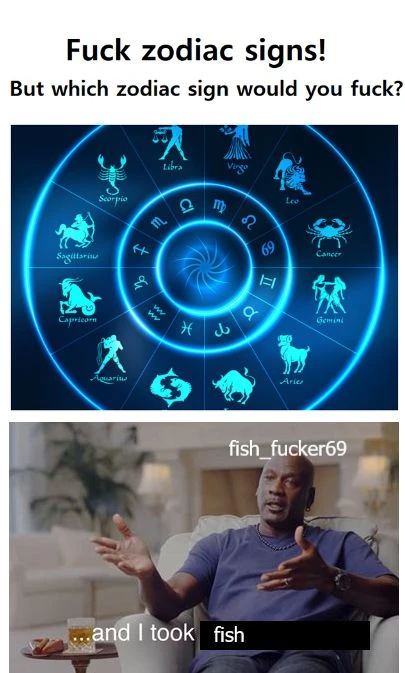 Fuck zodiac signs!
But which zodiac sign would you fuck?
Libra
Virgo
Scorpio
Leo
Sagittarius
Cancer
Capricorn
Gemini
Aquarius
Aries
fish_fucker69
...and I took fish